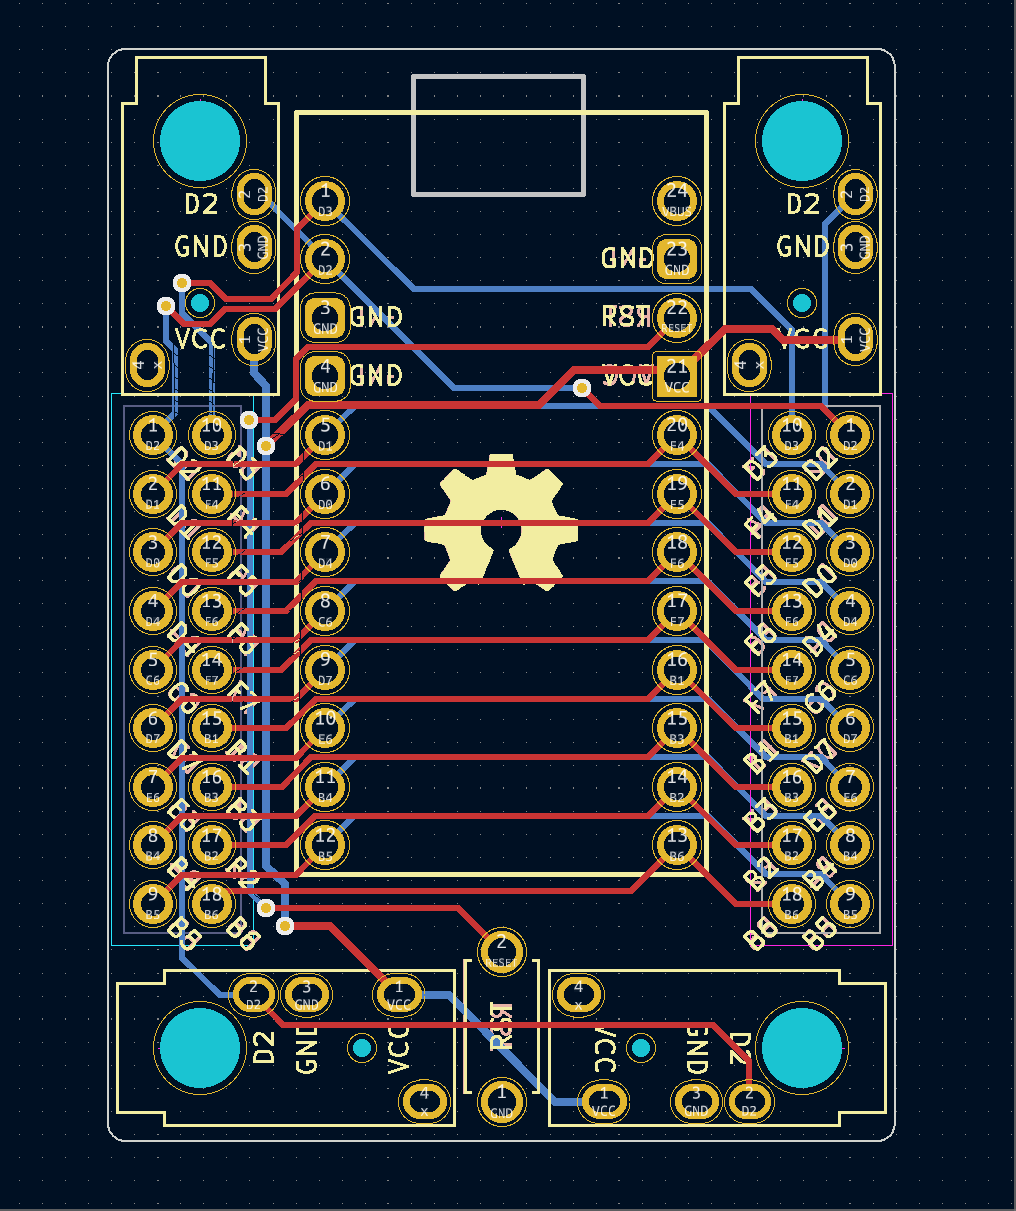 1
D3
24
VBUS
2
D2
2
D2
D2
D2
2
D2
GND
3
GND
GND
23
GND
GND
3
GND
3
GND
GND
22
RESET
VCC
1
VCC
VCC
1
VCC
4
x
4
GND
GND
21
VCC
4
x
1
D2
10
D3
5
D1
20
F4
10
D3
1
D2
D3
D2
2
D1
11
F4
6
D0
19
F5
11
F4
2
D1
F4
D1
3
D0
12
F5
7
D4
18
F6
12
F5
3
D0
F5
D0
4
D4
13
F6
8
C6
17
F7
13
F6
4
D4
F6
D4
5
C6
14
F7
9
D7
16
B1
14
F7
5
C6
F7
C6
6
D7
15
B1
10
E6
15
B3
15
B1
6
D7
B1
D7
7
E6
16
B3
11
B4
14
B2
16
B3
7
E6
B3
E6
8
B4
17
B2
12
B5
13
B6
17
B2
8
B4
B2
B4
9
B5
18
B6
18
B6
9
B5
B5
B6
B6
B5
2
RESET
2
D2
3
GND
1
VCC
4
x
D2
GND
VCC
RST
VCC
GND
D2
4
x
1
GND
1
VCC
3
GND
2
D2